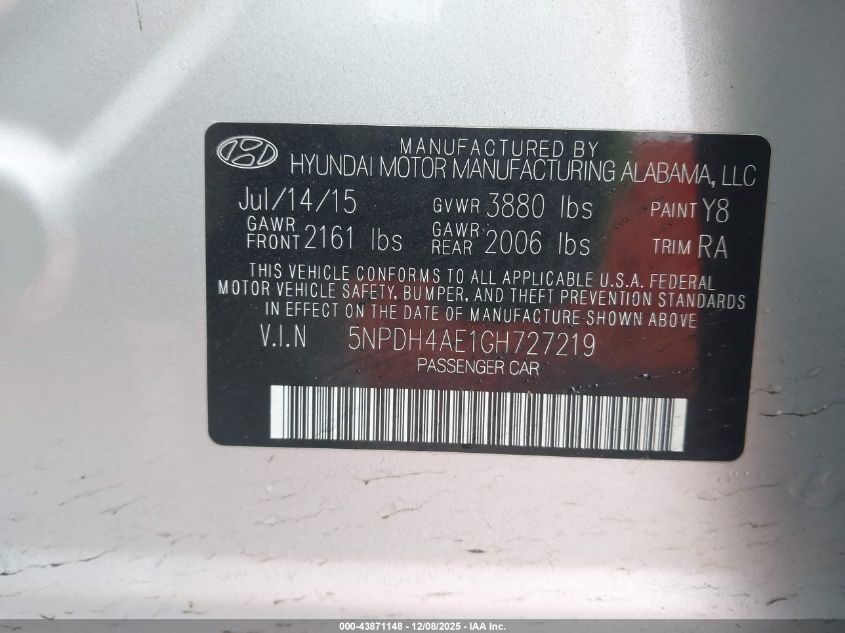 MANUFACTURED BY
HYUNDAI MOTOR MANUFACTURING ALABAMA, LLC
Jul/14/15 GVWR 3880 lbs PAINT Y8
GAWR FRONT 2161 lbs GAWR REAR 2006 lbs TRIM RA
THIS VEHICLE CONFORMS TO ALL APPLICABLE U.S.A. FEDERAL
MOTOR VEHICLE SAFETY, BUMPER, AND THEFT PREVENTION STANDARDS
IN EFFECT ON THE DATE OF MANUFACTURE SHOWN ABOVE
V.I.N 5NPDH4AE1GH727219
PASSENGER CAR
000-43871148 - 12/08/2025 - IAA Inc.